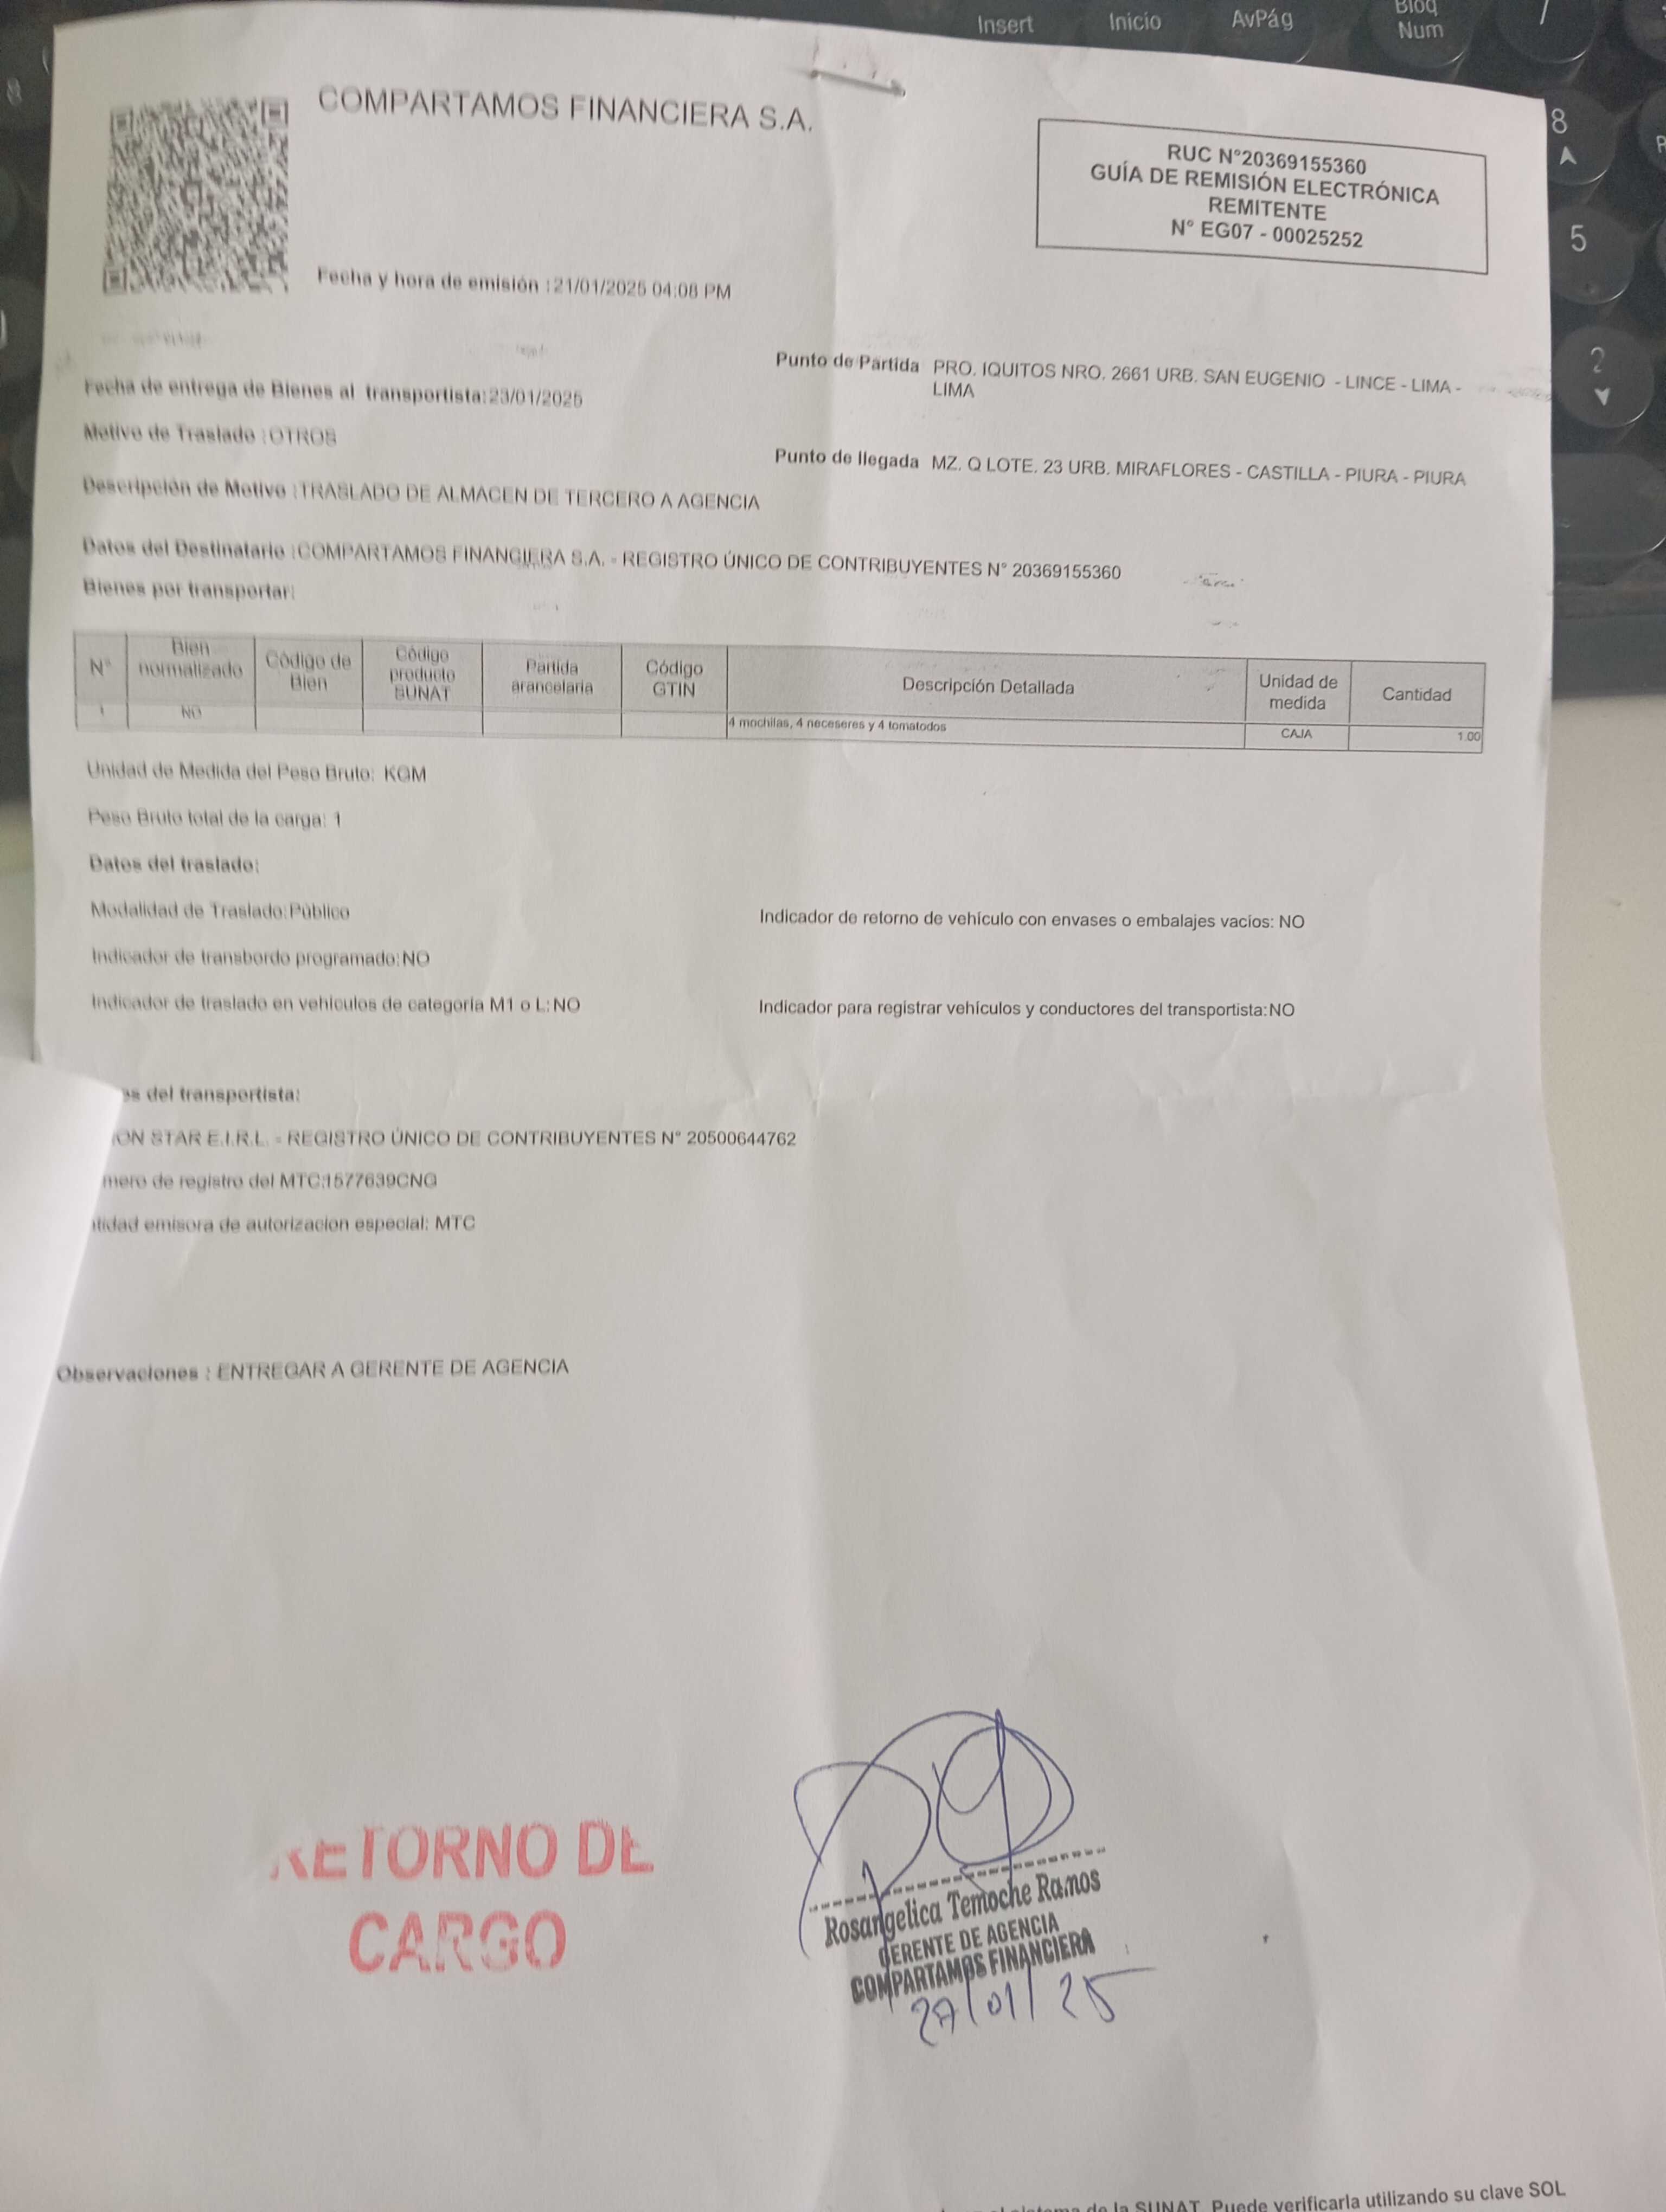 Insert Inicio AvPág Bloq Num
8
5
2
COMPARTAMOS FINANCIERA S.A.
RUC N°20369155360
GUÍA DE REMISIÓN ELECTRÓNICA
REMITENTE
N° EG07 - 00025252
Fecha y hora de emisión :21/01/2025 04:08 PM
Punto de Partida PRO. IQUITOS NRO. 2661 URB. SAN EUGENIO - LINCE - LIMA -
LIMA
Fecha de entrega de Bienes al transportista:23/01/2025
Motivo de Traslado :OTROS
Punto de llegada MZ. Q LOTE. 23 URB. MIRAFLORES - CASTILLA - PIURA - PIURA
Descripción de Motivo :TRASLADO DE ALMACEN DE TERCERO A AGENCIA
Datos del Destinatario :COMPARTAMOS FINANCIERA S.A. - REGISTRO ÚNICO DE CONTRIBUYENTES N° 20369155360
Bienes por transportar:
N° Bien normalizado Código de Bien Código producto SUNAT Partida arancelaria Código GTIN Descripción Detallada Unidad de medida Cantidad
1 NO 4 mochilas, 4 neceseres y 4 tomatodos CAJA 1.00
Unidad de Medida del Peso Bruto: KGM
Peso Bruto total de la carga: 1
Datos del traslado:
Modalidad de Traslado:Público
Indicador de retorno de vehículo con envases o embalajes vacíos: NO
Indicador de transbordo programado:NO
Indicador de traslado en vehículos de categoría M1 o L:NO
Indicador para registrar vehículos y conductores del transportista:NO
os del transportista:
ION STAR E.I.R.L. - REGISTRO ÚNICO DE CONTRIBUYENTES N° 20500644762
mero de registro del MTC:1577639CNG
tidad emisora de autorizacion especial: MTC
Observaciones : ENTREGAR A GERENTE DE AGENCIA
RETORNO DE
CARGO
Rosangelica Temoche Ramos
GERENTE DE AGENCIA
COMPARTAMOS FINANCIERA
27/01/25
de la SUNAT. Puede verificarla utilizando su clave SOL